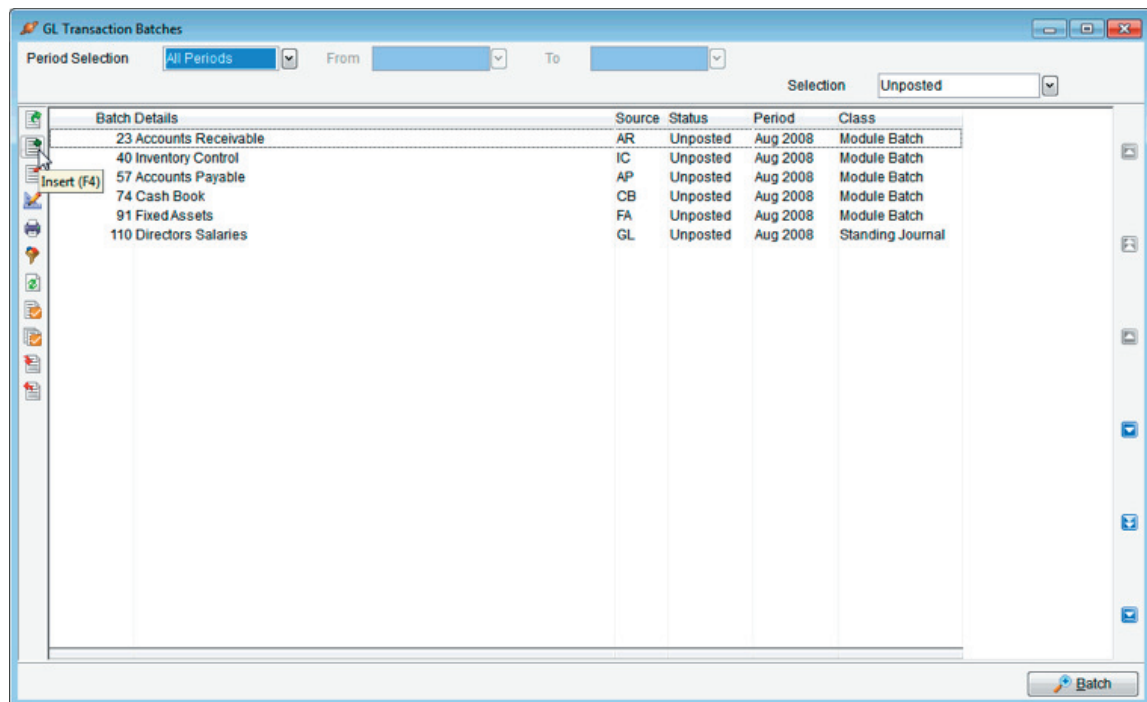 GL Transaction Batches
Period Selection All Periods From To
Selection Unposted
Batch Details Source Status Period Class
23 Accounts Receivable AR Unposted Aug 2008 Module Batch
40 Inventory Control IC Unposted Aug 2008 Module Batch
57 Accounts Payable AP Unposted Aug 2008 Module Batch
74 Cash Book CB Unposted Aug 2008 Module Batch
91 Fixed Assets FA Unposted Aug 2008 Module Batch
110 Directors Salaries GL Unposted Aug 2008 Standing Journal
Insert (F4)
Batch